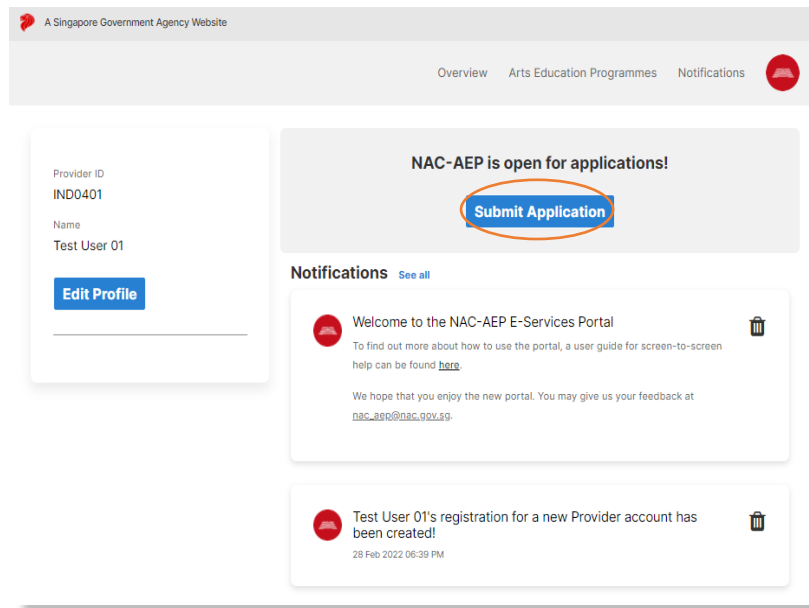 A Singapore Government Agency Website
Overview Arts Education Programmes Notifications
Provider ID
IND0401
Name
Test User 01
Edit Profile
NAC-AEP is open for applications!
Submit Application
Notifications See all
Welcome to the NAC-AEP E-Services Portal
To find out more about how to use the portal, a user guide for screen-to-screen
help can be found here.
We hope that you enjoy the new portal. You may give us your feedback at
nac_aep@nac.gov.sg.
Test User 01's registration for a new Provider account has
been created!
28 Feb 2022 06:39 PM